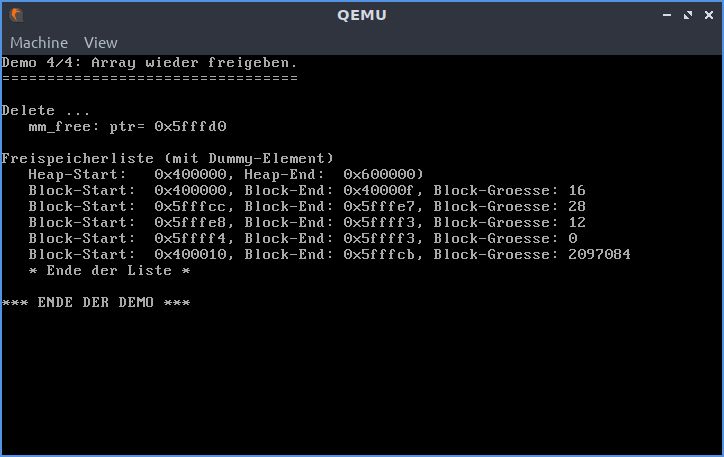 QEMU
Machine View
Demo 4/4: Array wieder freigeben.
=================================
Delete ...
mm_free: ptr= 0x5fffd0
Freispeicherliste (mit Dummy-Element)
Heap-Start: 0x400000, Heap-End: 0x600000)
Block-Start: 0x400000, Block-End: 0x40000f, Block-Groesse: 16
Block-Start: 0x5fffcc, Block-End: 0x5fffe7, Block-Groesse: 28
Block-Start: 0x5fffe8, Block-End: 0x5ffff3, Block-Groesse: 12
Block-Start: 0x5ffff4, Block-End: 0x5ffff3, Block-Groesse: 0
Block-Start: 0x400010, Block-End: 0x5fffcb, Block-Groesse: 2097084
* Ende der Liste *
*** ENDE DER DEMO ***